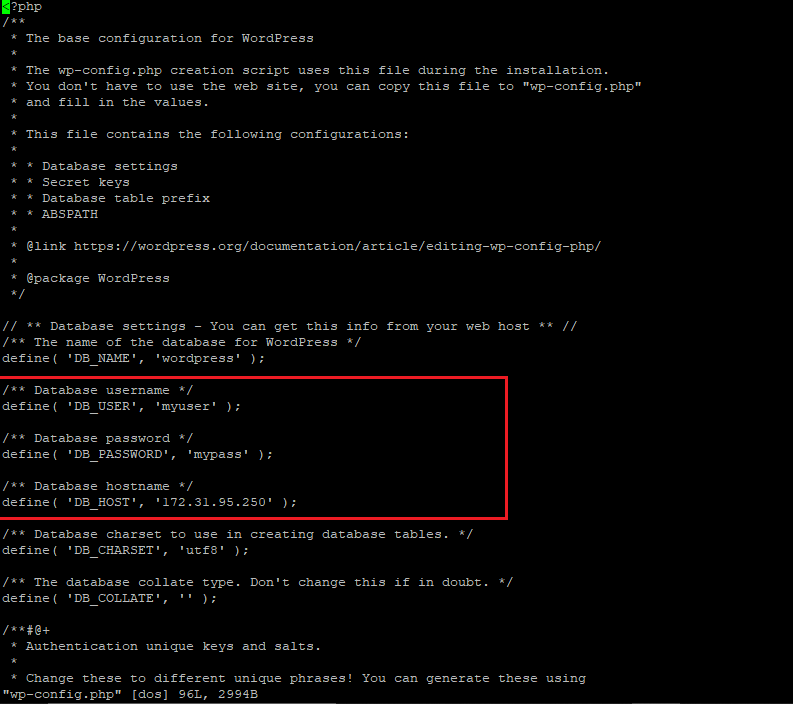 <?php
/**
 * The base configuration for WordPress
 *
 * The wp-config.php creation script uses this file during the installation.
 * You don't have to use the web site, you can copy this file to "wp-config.php"
 * and fill in the values.
 *
 * This file contains the following configurations:
 *
 * * Database settings
 * * Secret keys
 * * Database table prefix
 * * ABSPATH
 *
 * @link https://wordpress.org/documentation/article/editing-wp-config-php/
 *
 * @package WordPress
 */

// ** Database settings - You can get this info from your web host ** //
/** The name of the database for WordPress */
define( 'DB_NAME', 'wordpress' );

/** Database username */
define( 'DB_USER', 'myuser' );

/** Database password */
define( 'DB_PASSWORD', 'mypass' );

/** Database hostname */
define( 'DB_HOST', '172.31.95.250' );

/** Database charset to use in creating database tables. */
define( 'DB_CHARSET', 'utf8' );

/** The database collate type. Don't change this if in doubt. */
define( 'DB_COLLATE', '' );

/**#@+
 * Authentication unique keys and salts.
 *
 * Change these to different unique phrases! You can generate these using
"wp-config.php" [dos] 96L, 2994B